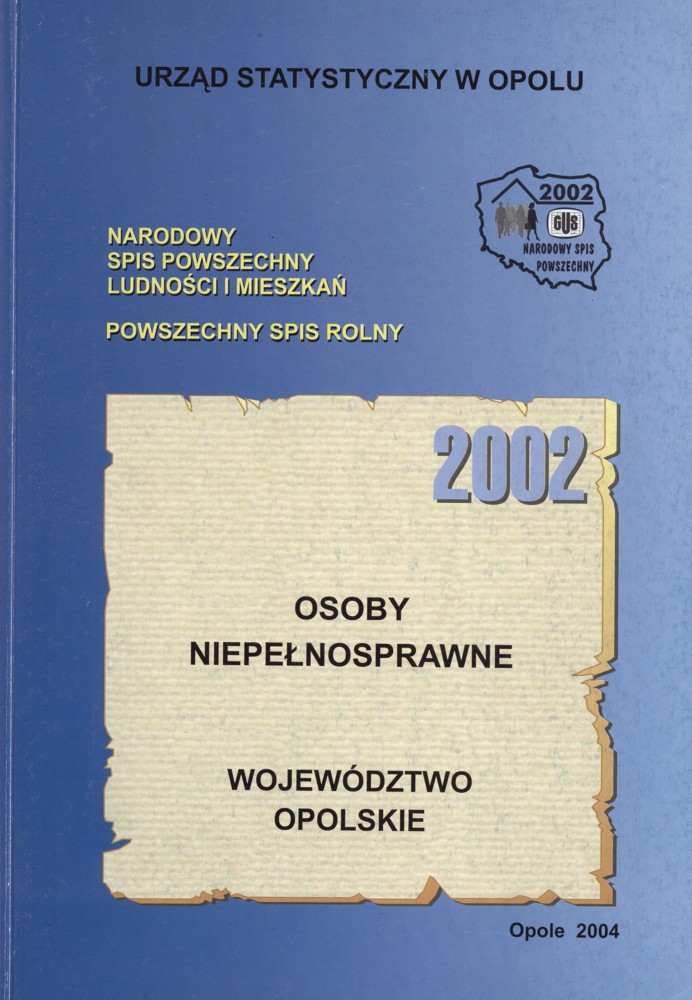 URZĄD STATYSTYCZNY W OPOLU
2002
GUS
NARODOWY SPIS
POWSZECHNY
NARODOWY
SPIS POWSZECHNY
LUDNOŚCI I MIESZKAŃ
POWSZECHNY SPIS ROLNY
2002
OSOBY
NIEPEŁNOSPRAWNE
WOJEWÓDZTWO
OPOLSKIE
Opole 2004